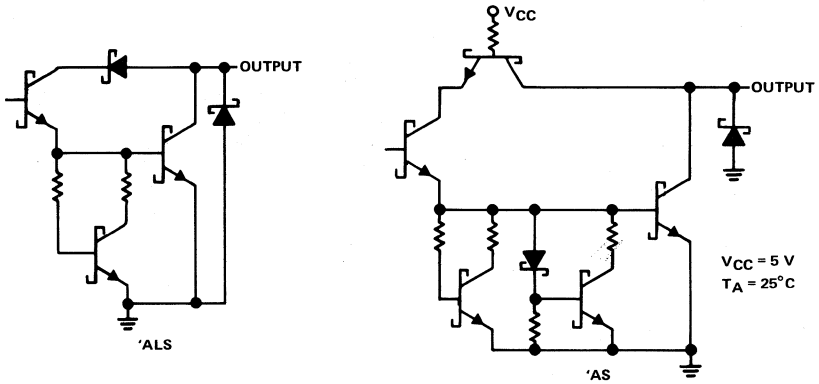 VCC
OUTPUT
OUTPUT
VCC = 5 V
TA = 25°C
'ALS
'AS